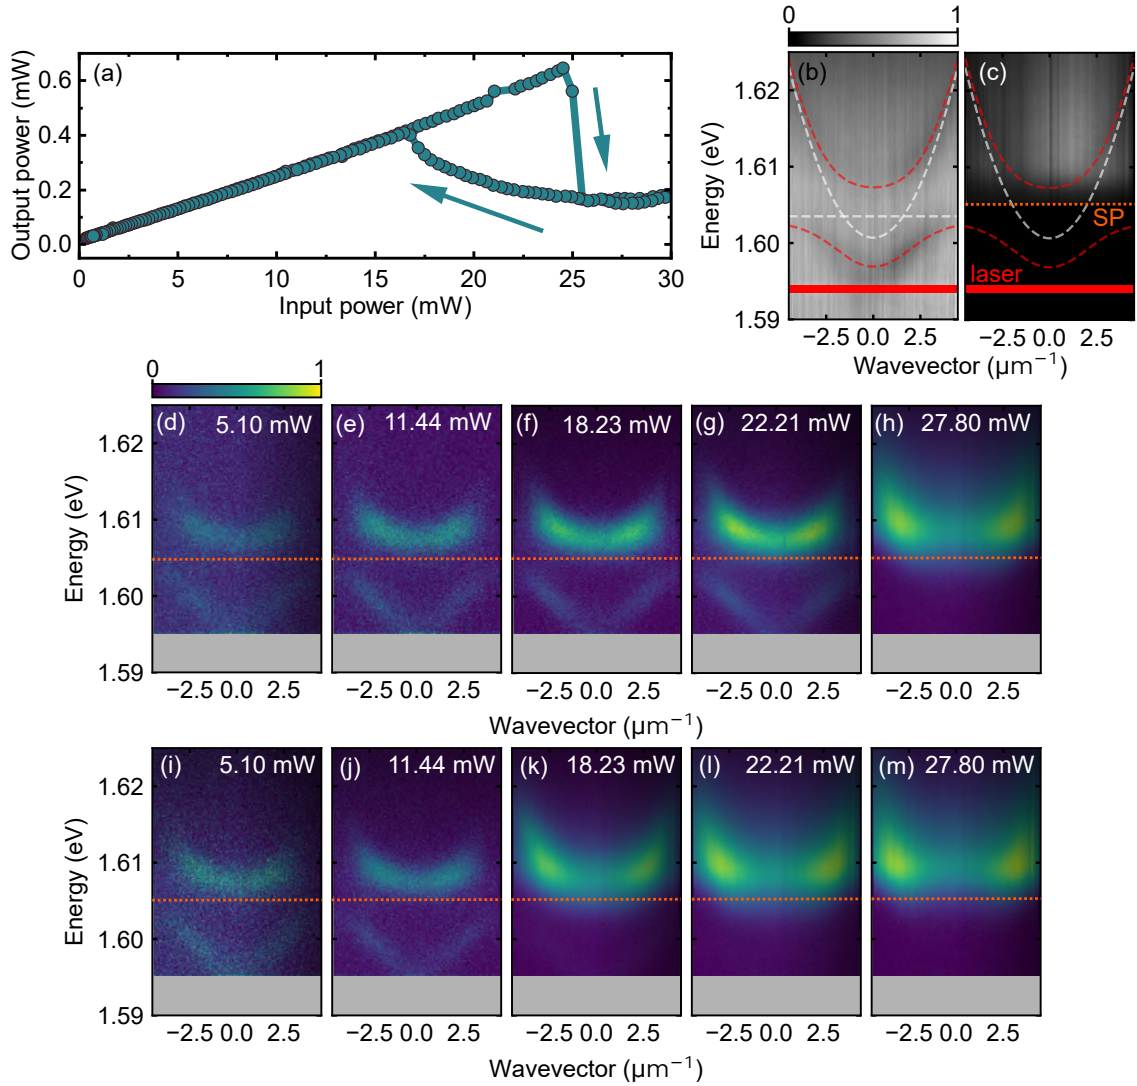 (a)
Output power (mW)
0.6
0.4
0.2
0.0
0
5
10
15
20
25
30
Input power (mW)
0
1
(b)
(c)
Energy (eV)
1.62
1.61
1.60
1.59
SP
laser
−2.5
0.0
2.5
−2.5
0.0
2.5
Wavevector (μm⁻¹)
0
1
(d)
5.10 mW
(e)
11.44 mW
(f)
18.23 mW
(g)
22.21 mW
(h)
27.80 mW
Energy (eV)
1.62
1.61
1.60
1.59
−2.5 0.0 2.5
−2.5 0.0 2.5
−2.5 0.0 2.5
−2.5 0.0 2.5
−2.5 0.0 2.5
Wavevector (μm⁻¹)
(i)
5.10 mW
(j)
11.44 mW
(k)
18.23 mW
(l)
22.21 mW
(m)
27.80 mW
Energy (eV)
1.62
1.61
1.60
1.59
−2.5 0.0 2.5
−2.5 0.0 2.5
−2.5 0.0 2.5
−2.5 0.0 2.5
−2.5 0.0 2.5
Wavevector (μm⁻¹)